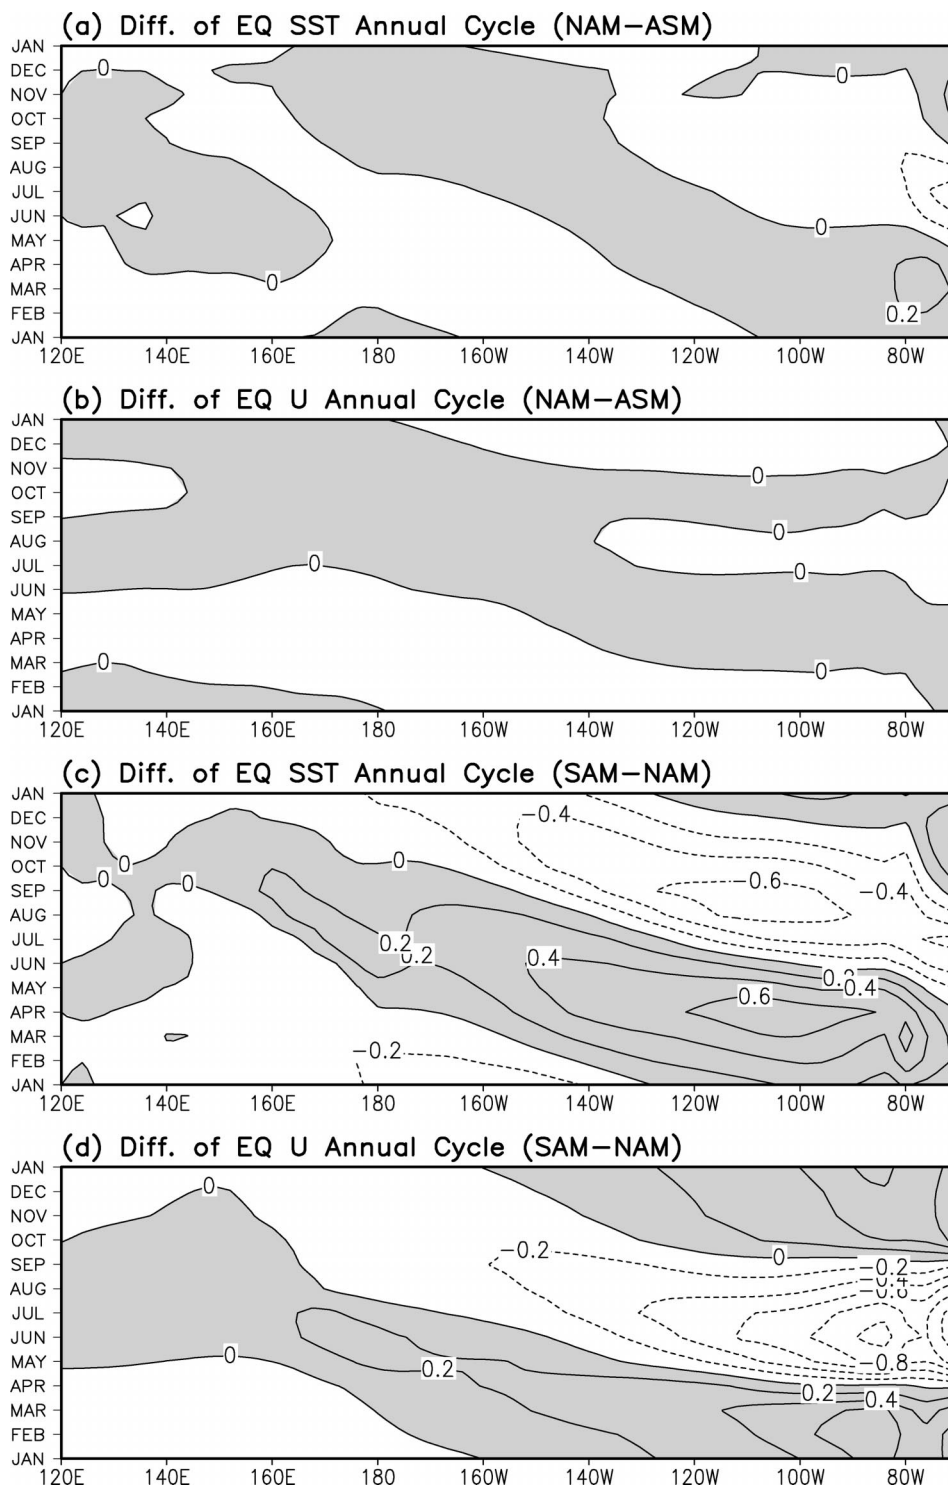 (a) Diff. of EQ SST Annual Cycle (NAM-ASM)
JAN
DEC
NOV
OCT
SEP
AUG
JUL
JUN
MAY
APR
MAR
FEB
JAN
0
0
0
0
0.2
120E 140E 160E 180 160W 140W 120W 100W 80W
(b) Diff. of EQ U Annual Cycle (NAM-ASM)
JAN
DEC
NOV
OCT
SEP
AUG
JUL
JUN
MAY
APR
MAR
FEB
JAN
0
0
0
0
0
0
120E 140E 160E 180 160W 140W 120W 100W 80W
(c) Diff. of EQ SST Annual Cycle (SAM-NAM)
JAN
DEC
NOV
OCT
SEP
AUG
JUL
JUN
MAY
APR
MAR
FEB
JAN
-0.4
0
0
0
0
-0.6
-0.4
0.2
0.2
0.4
0.4
0.6
-0.2
120E 140E 160E 180 160W 140W 120W 100W 80W
(d) Diff. of EQ U Annual Cycle (SAM-NAM)
JAN
DEC
NOV
OCT
SEP
AUG
JUL
JUN
MAY
APR
MAR
FEB
JAN
0
-0.2
0
-0.2
0
0.2
-0.8
0.2
0.4
120E 140E 160E 180 160W 140W 120W 100W 80W